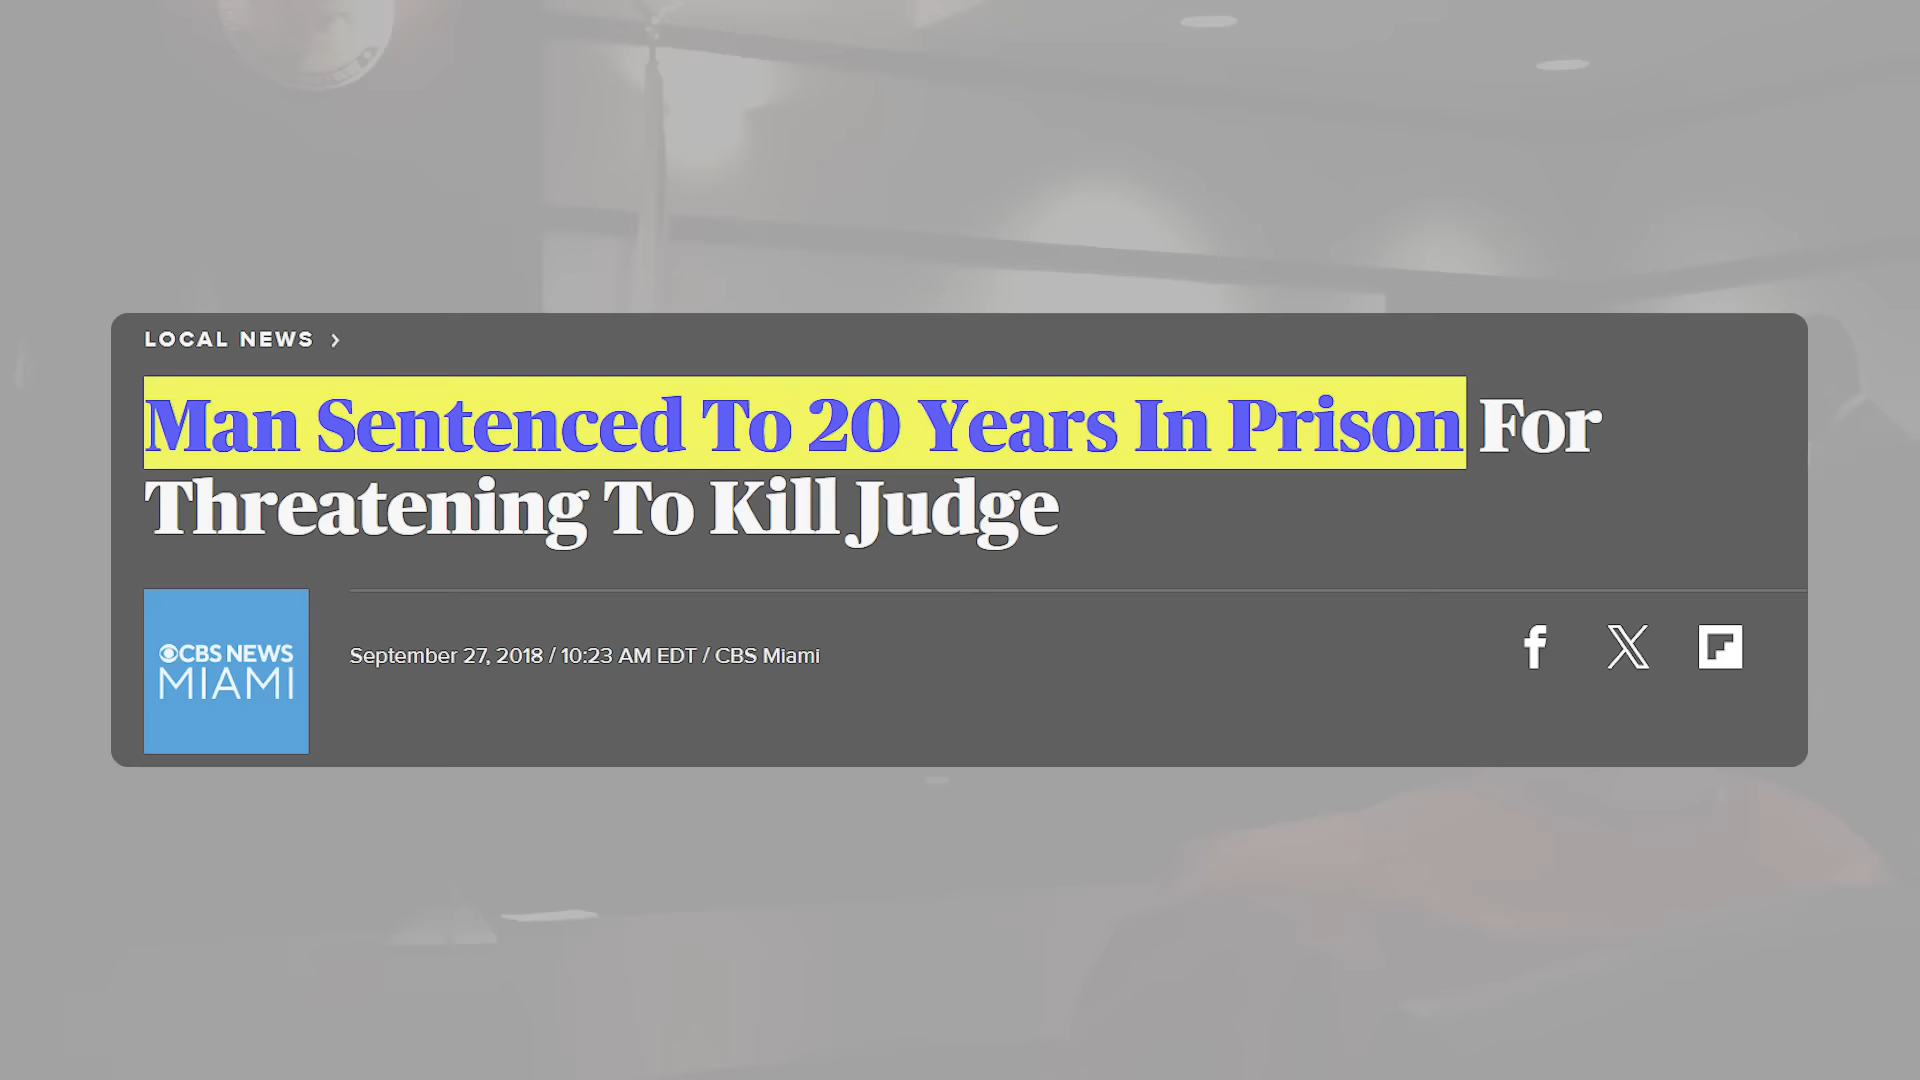 LOCAL NEWS >
Man Sentenced To 20 Years In Prison For
Threatening To Kill Judge
CBS NEWS
MIAMI
September 27, 2018 / 10:23 AM EDT / CBS Miami